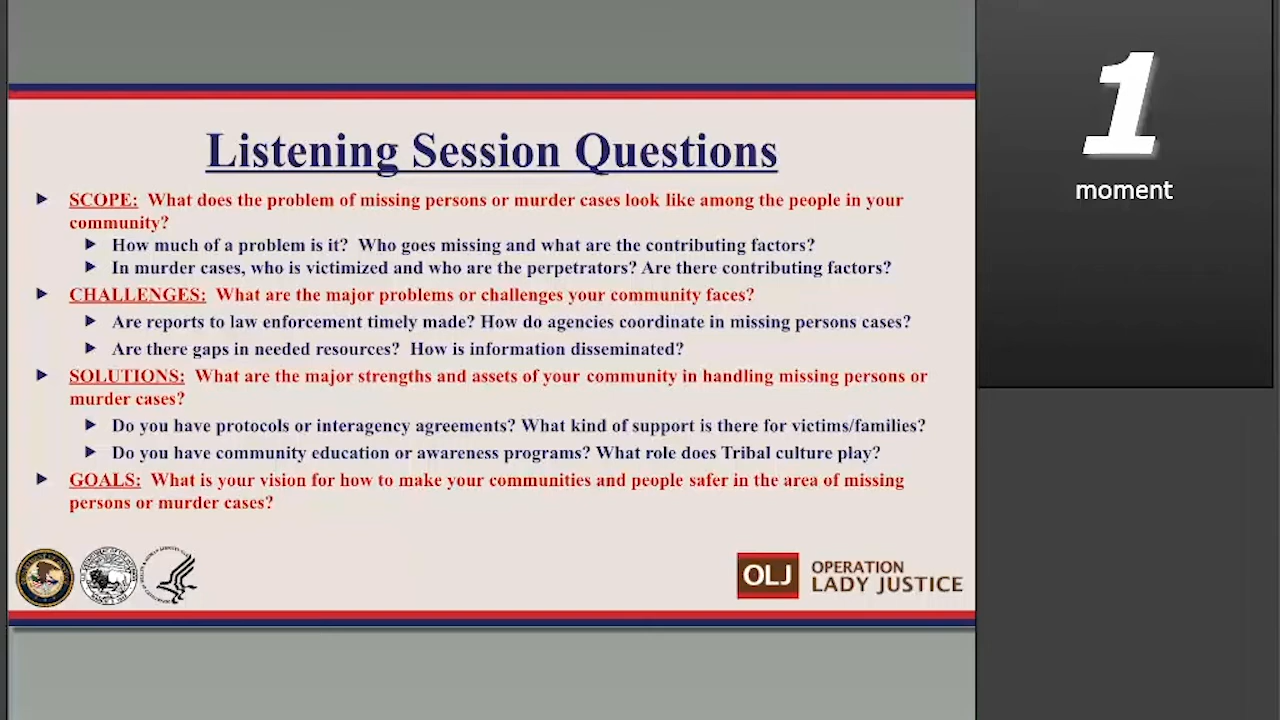 Listening Session Questions
SCOPE: What does the problem of missing persons or murder cases look like among the people in your
community?
How much of a problem is it? Who goes missing and what are the contributing factors?
In murder cases, who is victimized and who are the perpetrators? Are there contributing factors?
CHALLENGES: What are the major problems or challenges your community faces?
Are reports to law enforcement timely made? How do agencies coordinate in missing persons cases?
Are there gaps in needed resources? How is information disseminated?
SOLUTIONS: What are the major strengths and assets of your community in handling missing persons or
murder cases?
Do you have protocols or interagency agreements? What kind of support is there for victims/families?
Do you have community education or awareness programs? What role does Tribal culture play?
GOALS: What is your vision for how to make your communities and people safer in the area of missing
persons or murder cases?
OLJ
OPERATION
LADY JUSTICE
1
moment